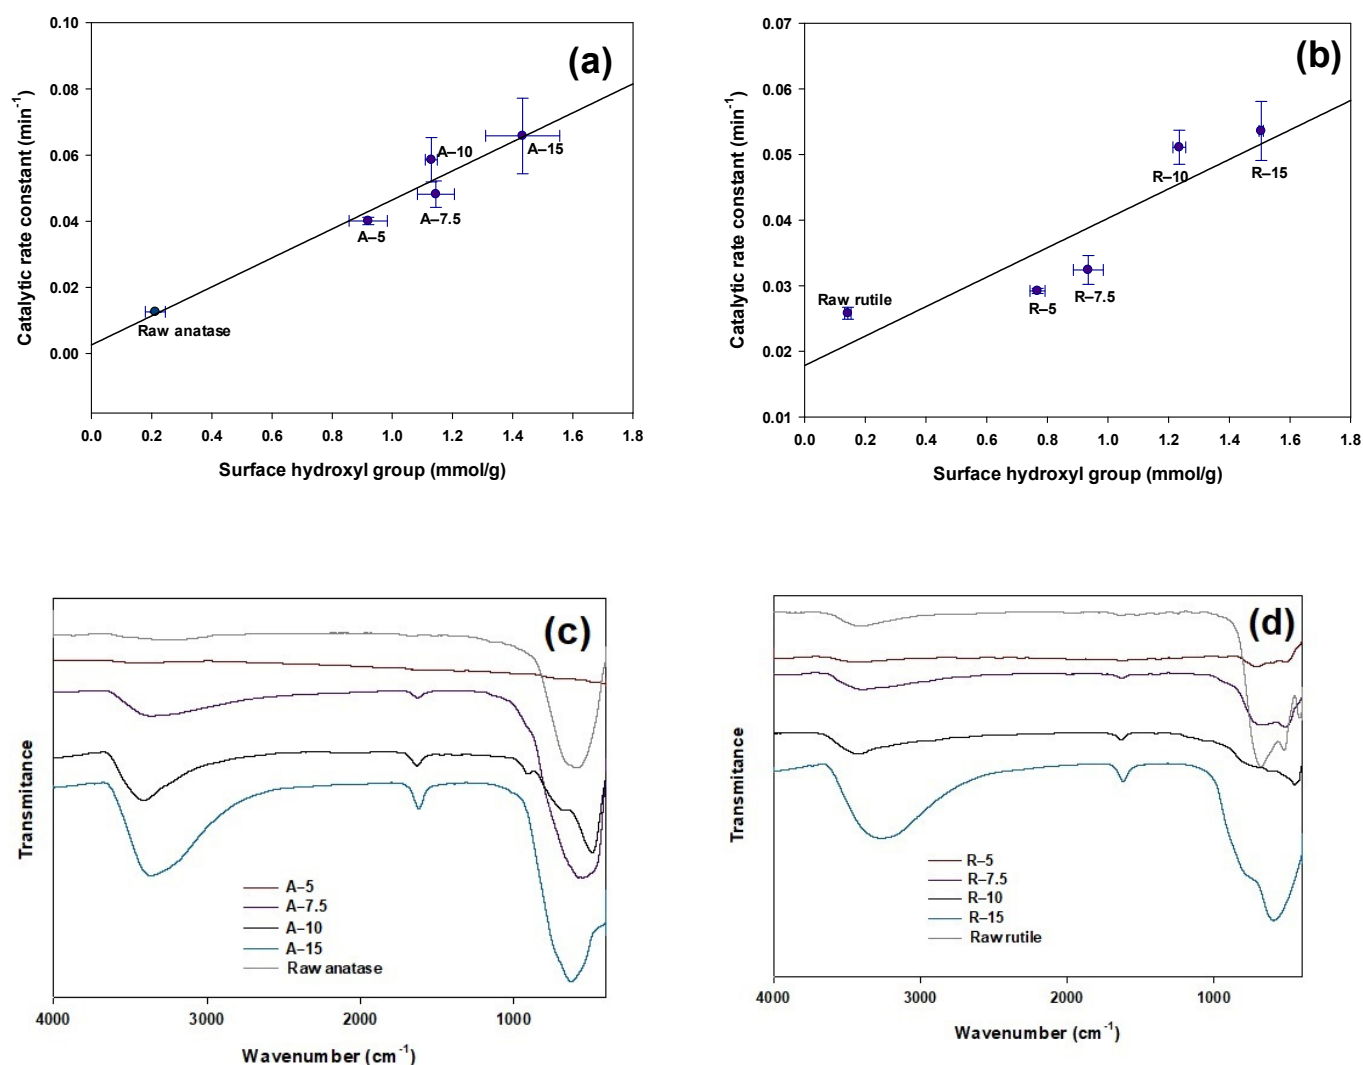 (a)
Catalytic rate constant (min-1)
0.10
0.08
0.06
0.04
0.02
0.00
A–10
A–15
A–7.5
A–5
Raw anatase
0.0 0.2 0.4 0.6 0.8 1.0 1.2 1.4 1.6 1.8
Surface hydroxyl group (mmol/g)
(b)
Catalytic rate constant (min-1)
0.07
0.06
0.05
0.04
0.03
0.02
0.01
R–10
R–15
Raw rutile
R–7.5
R–5
0.0 0.2 0.4 0.6 0.8 1.0 1.2 1.4 1.6 1.8
Surface hydroxyl group (mmol/g)
(c)
Transmitance
A–5
A–7.5
A–10
A–15
Raw anatase
4000 3000 2000 1000
Wavenumber (cm-1)
(d)
Transmitance
R–5
R–7.5
R–10
R–15
Raw rutile
4000 3000 2000 1000
Wavenumber (cm-1)